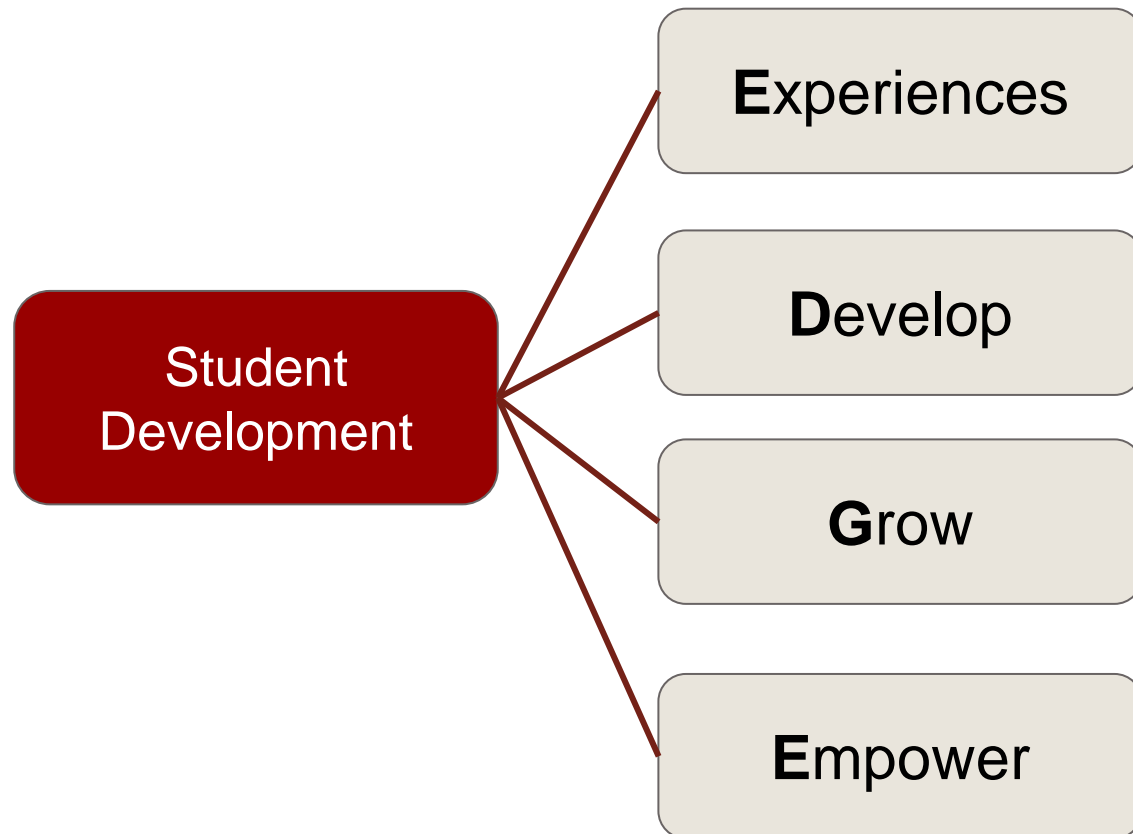 Experiences
Develop
Student
Development
Grow
Empower